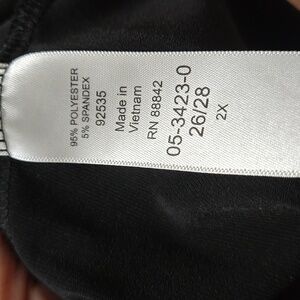 95% POLYESTER
5% SPANDEX
92535
Made in
Vietnam
RN 88842
05-3423-0
26/28
2X